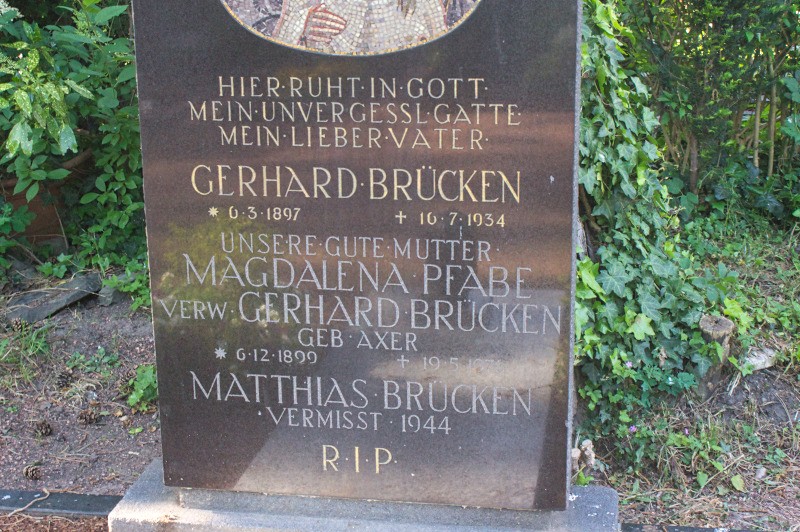 HIER·RUHT·IN·GOTT·
MEIN·UNVERGESSL·GATTE
MEIN·LIEBER·VATER·
GERHARD·BRÜCKEN
* 6·3·1897 + 16·7·1934
UNSERE·GUTE·MUTTER
MAGDALENA·PFABE
VERW·GERHARD·BRÜCKEN
GEB·AXER
* 6·12·1899 + 19·5·
MATTHIAS·BRÜCKEN
·VERMISST·1944
R·I·P·